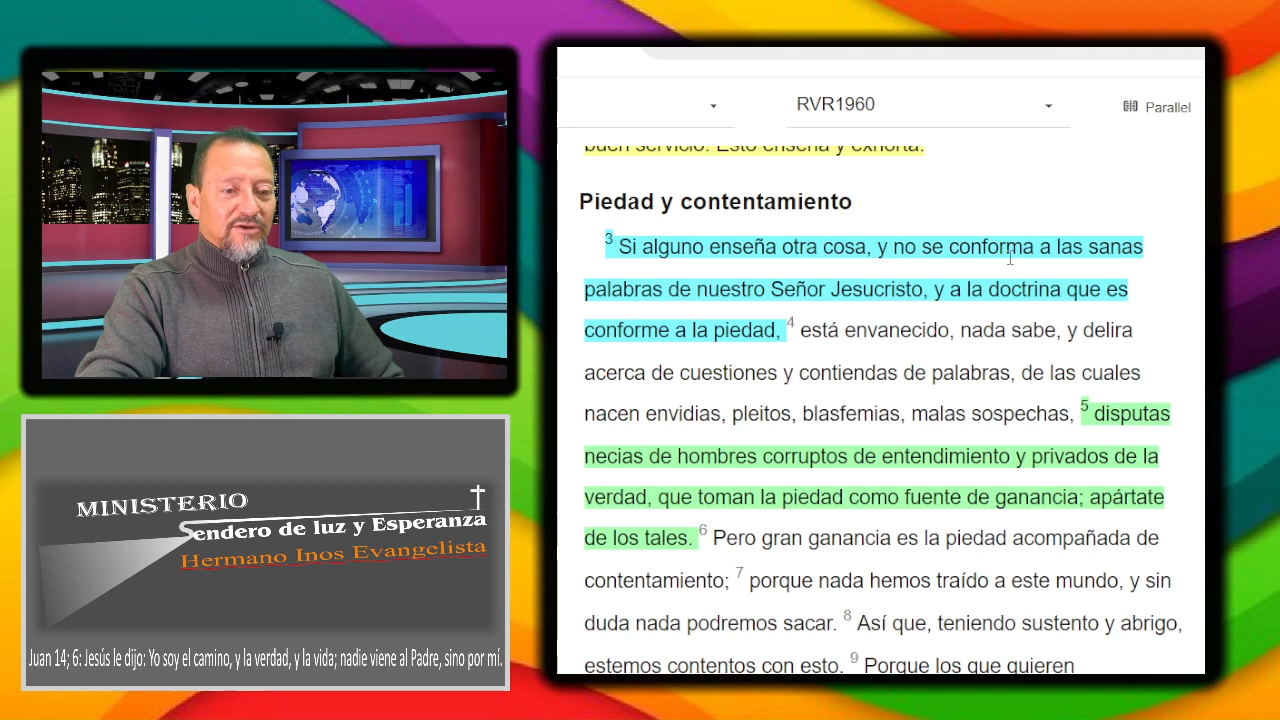 RVR1960
Parallel
buen servicio. Esto enseña y exhorta.
Piedad y contentamiento
3 Si alguno enseña otra cosa, y no se conforma a las sanas
palabras de nuestro Señor Jesucristo, y a la doctrina que es
conforme a la piedad, 4 está envanecido, nada sabe, y delira
acerca de cuestiones y contiendas de palabras, de las cuales
nacen envidias, pleitos, blasfemias, malas sospechas, 5 disputas
necias de hombres corruptos de entendimiento y privados de la
verdad, que toman la piedad como fuente de ganancia; apártate
de los tales. 6 Pero gran ganancia es la piedad acompañada de
contentamiento; 7 porque nada hemos traído a este mundo, y sin
duda nada podremos sacar. 8 Así que, teniendo sustento y abrigo,
estemos contentos con esto. 9 Porque los que quieren
MINISTERIO
Sendero de luz y Esperanza
Hermano Inos Evangelista
Juan 14; 6: Jesús le dijo: Yo soy el camino, y la verdad, y la vida; nadie viene al Padre, sino por mí.